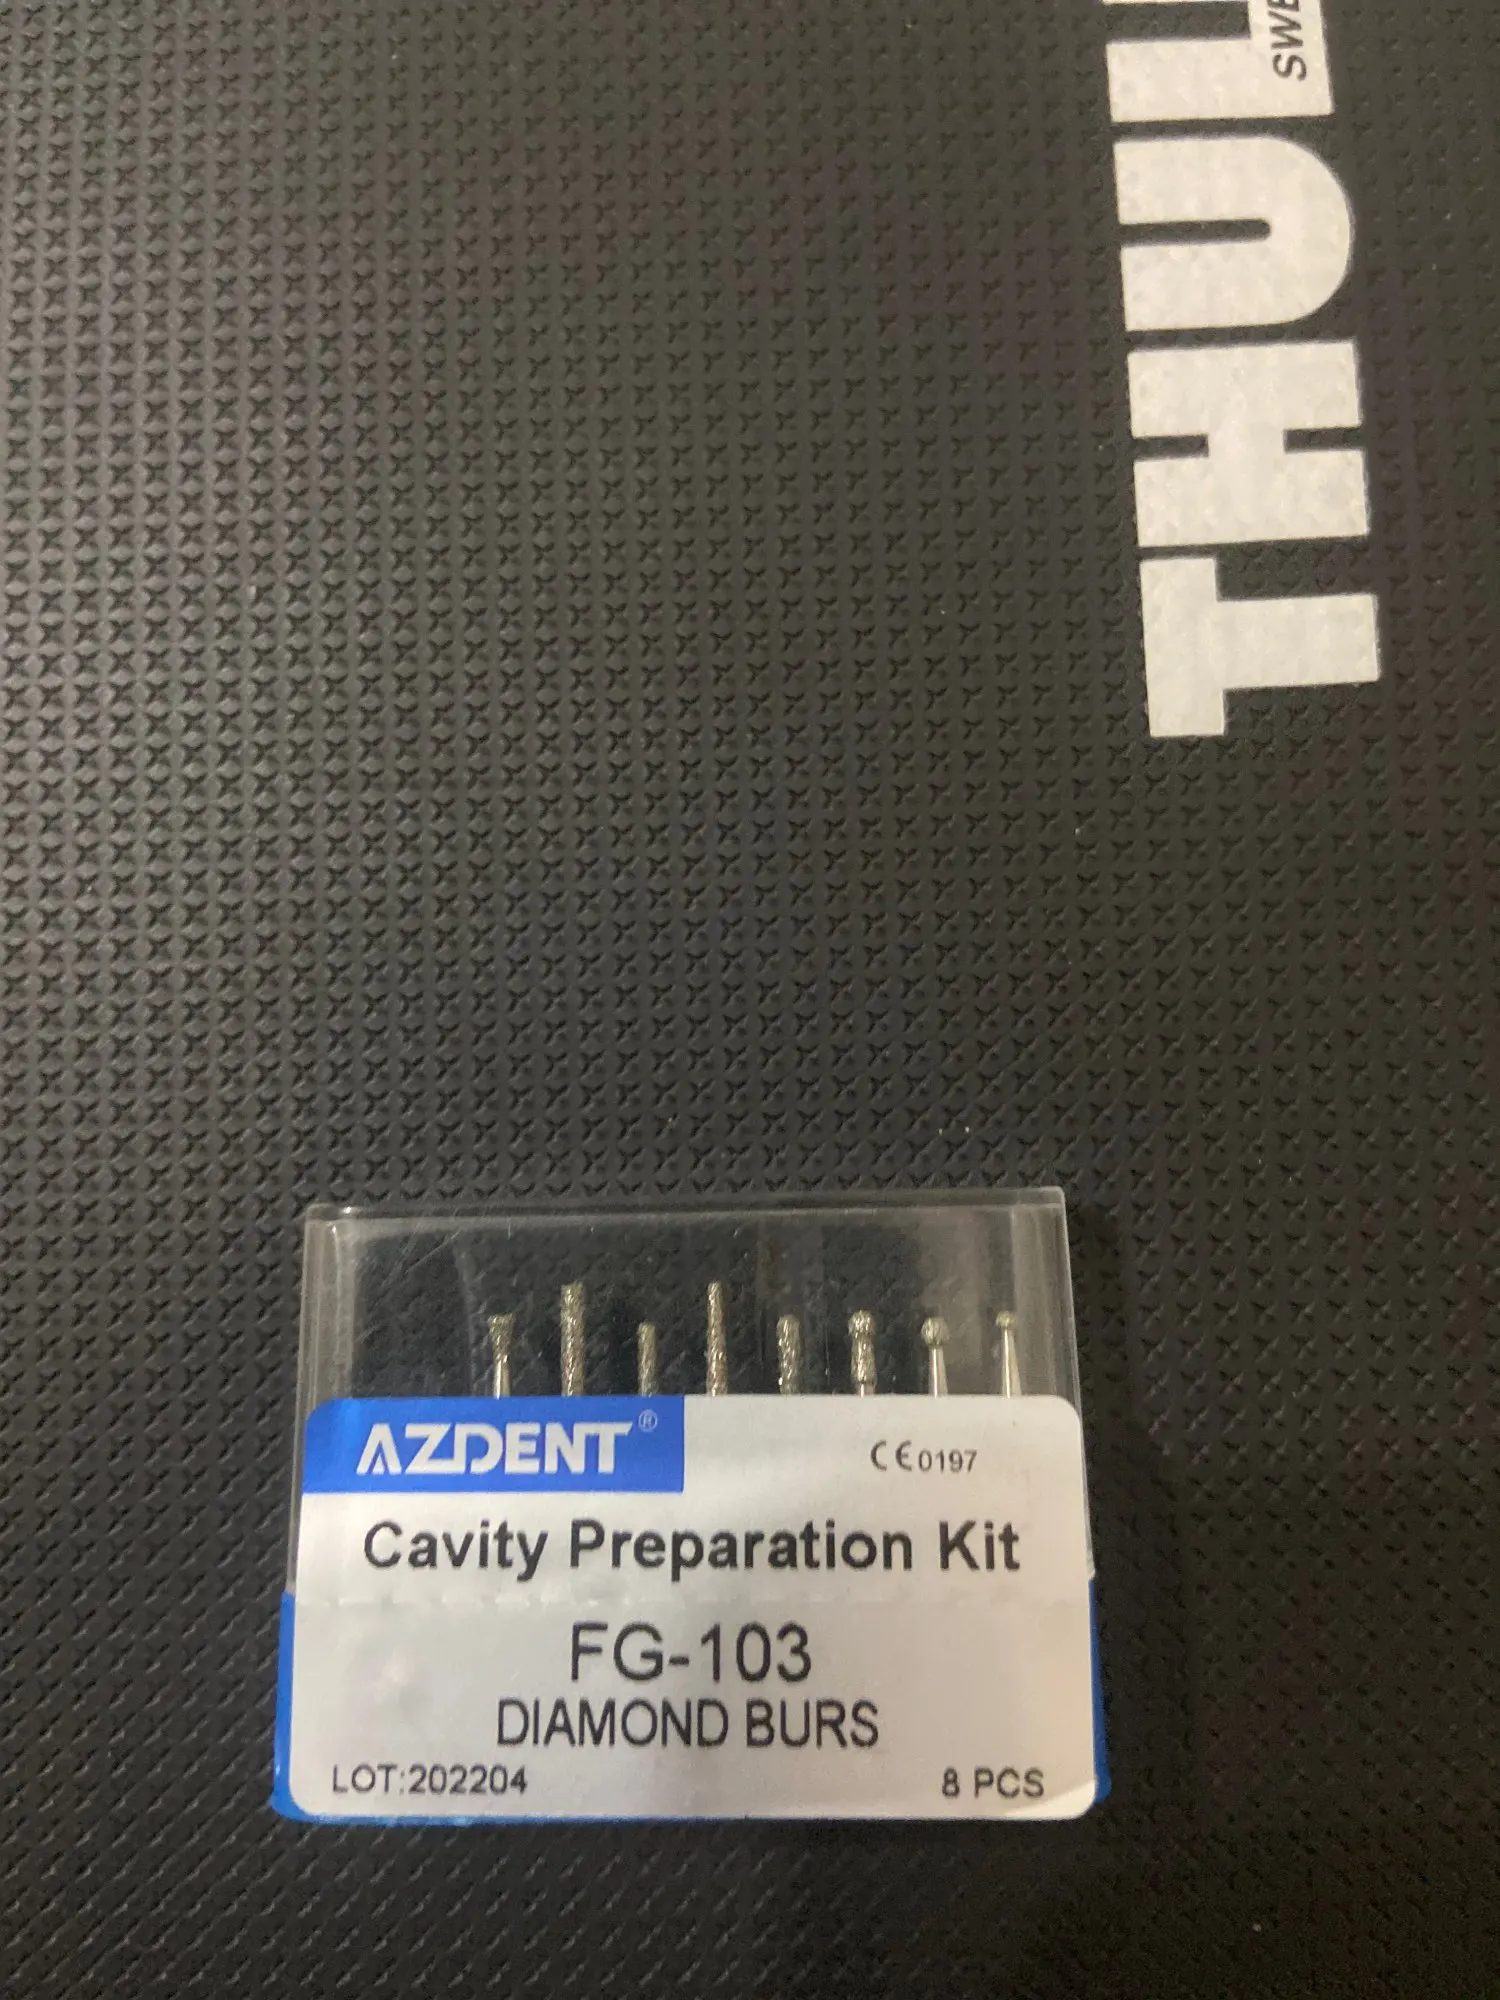 THUL
SWE
AZDENT®
CE0197
Cavity Preparation Kit
FG-103
DIAMOND BURS
LOT:202204
8 PCS